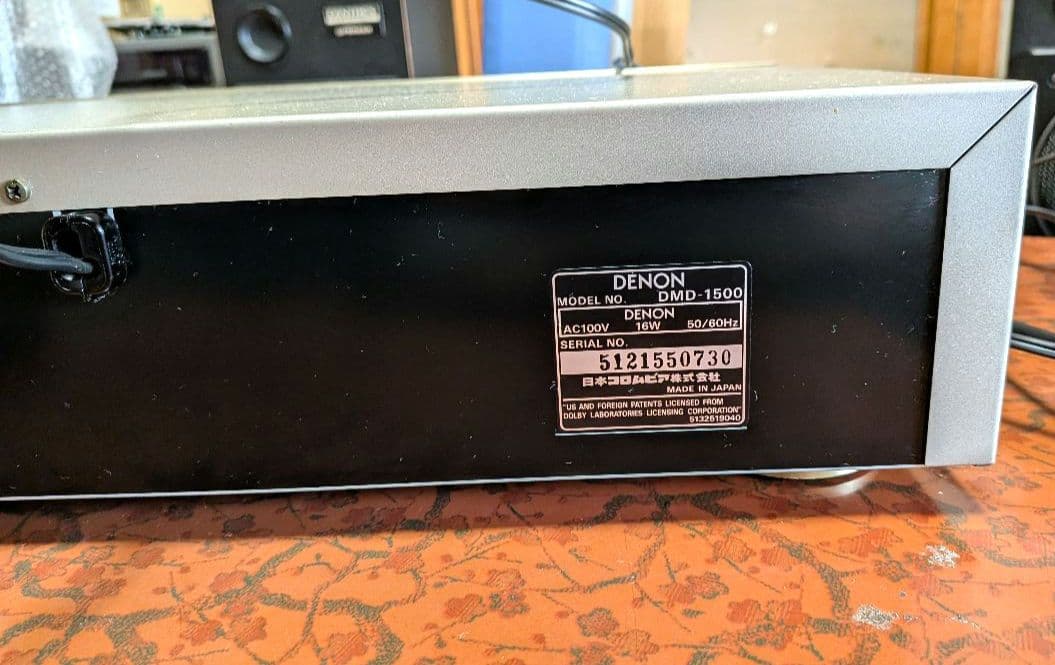 DENON
MODEL NO. DMD-1500
DENON
AC100V 16W 50/60Hz
SERIAL NO.
5121550730
日本コロムビア株式会社
MADE IN JAPAN
"US AND FOREIGN PATENTS LICENSED FROM
DOLBY LABORATORIES LICENSING CORPORATION"
5132519040